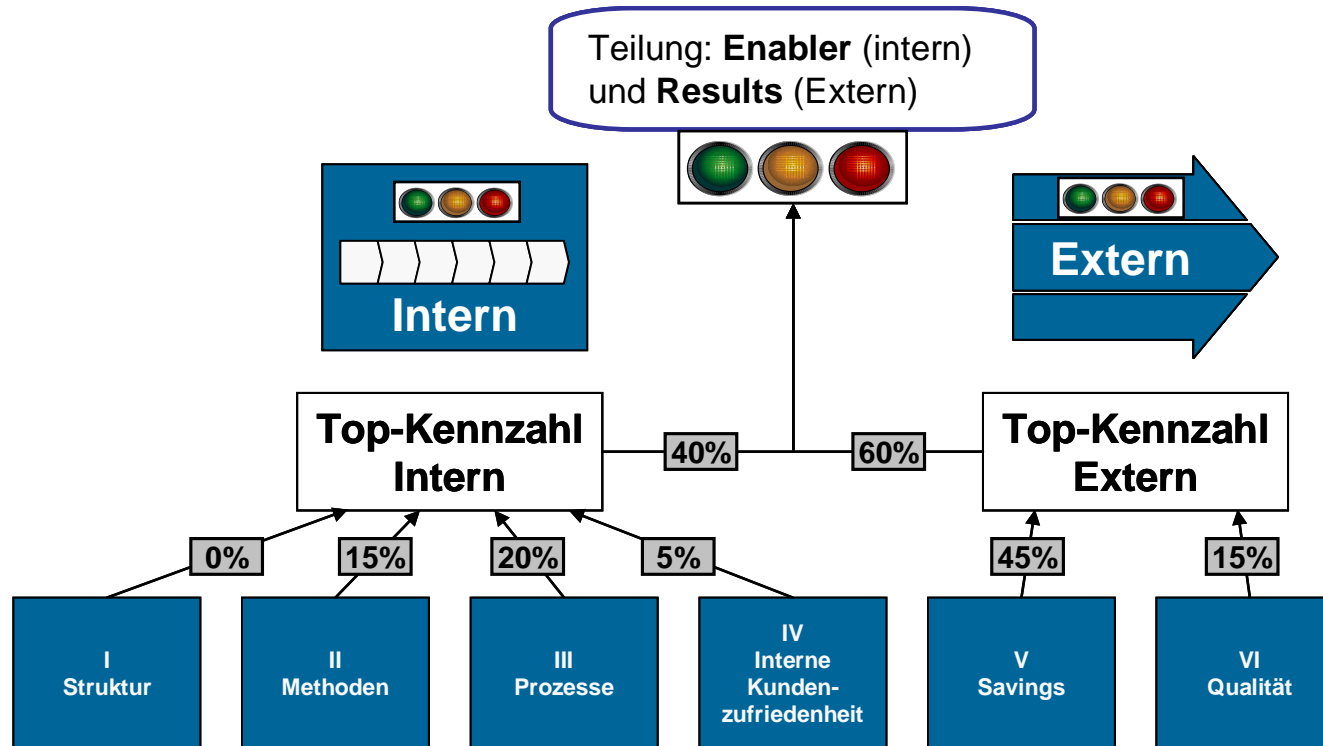 Teilung: Enabler (intern)
und Results (Extern)
Intern
Extern
Top-Kennzahl
Intern
40%
60%
Top-Kennzahl
Extern
0%
15%
20%
5%
45%
15%
I
Struktur
II
Methoden
III
Prozesse
IV
Interne
Kunden-
zufriedenheit
V
Savings
VI
Qualität